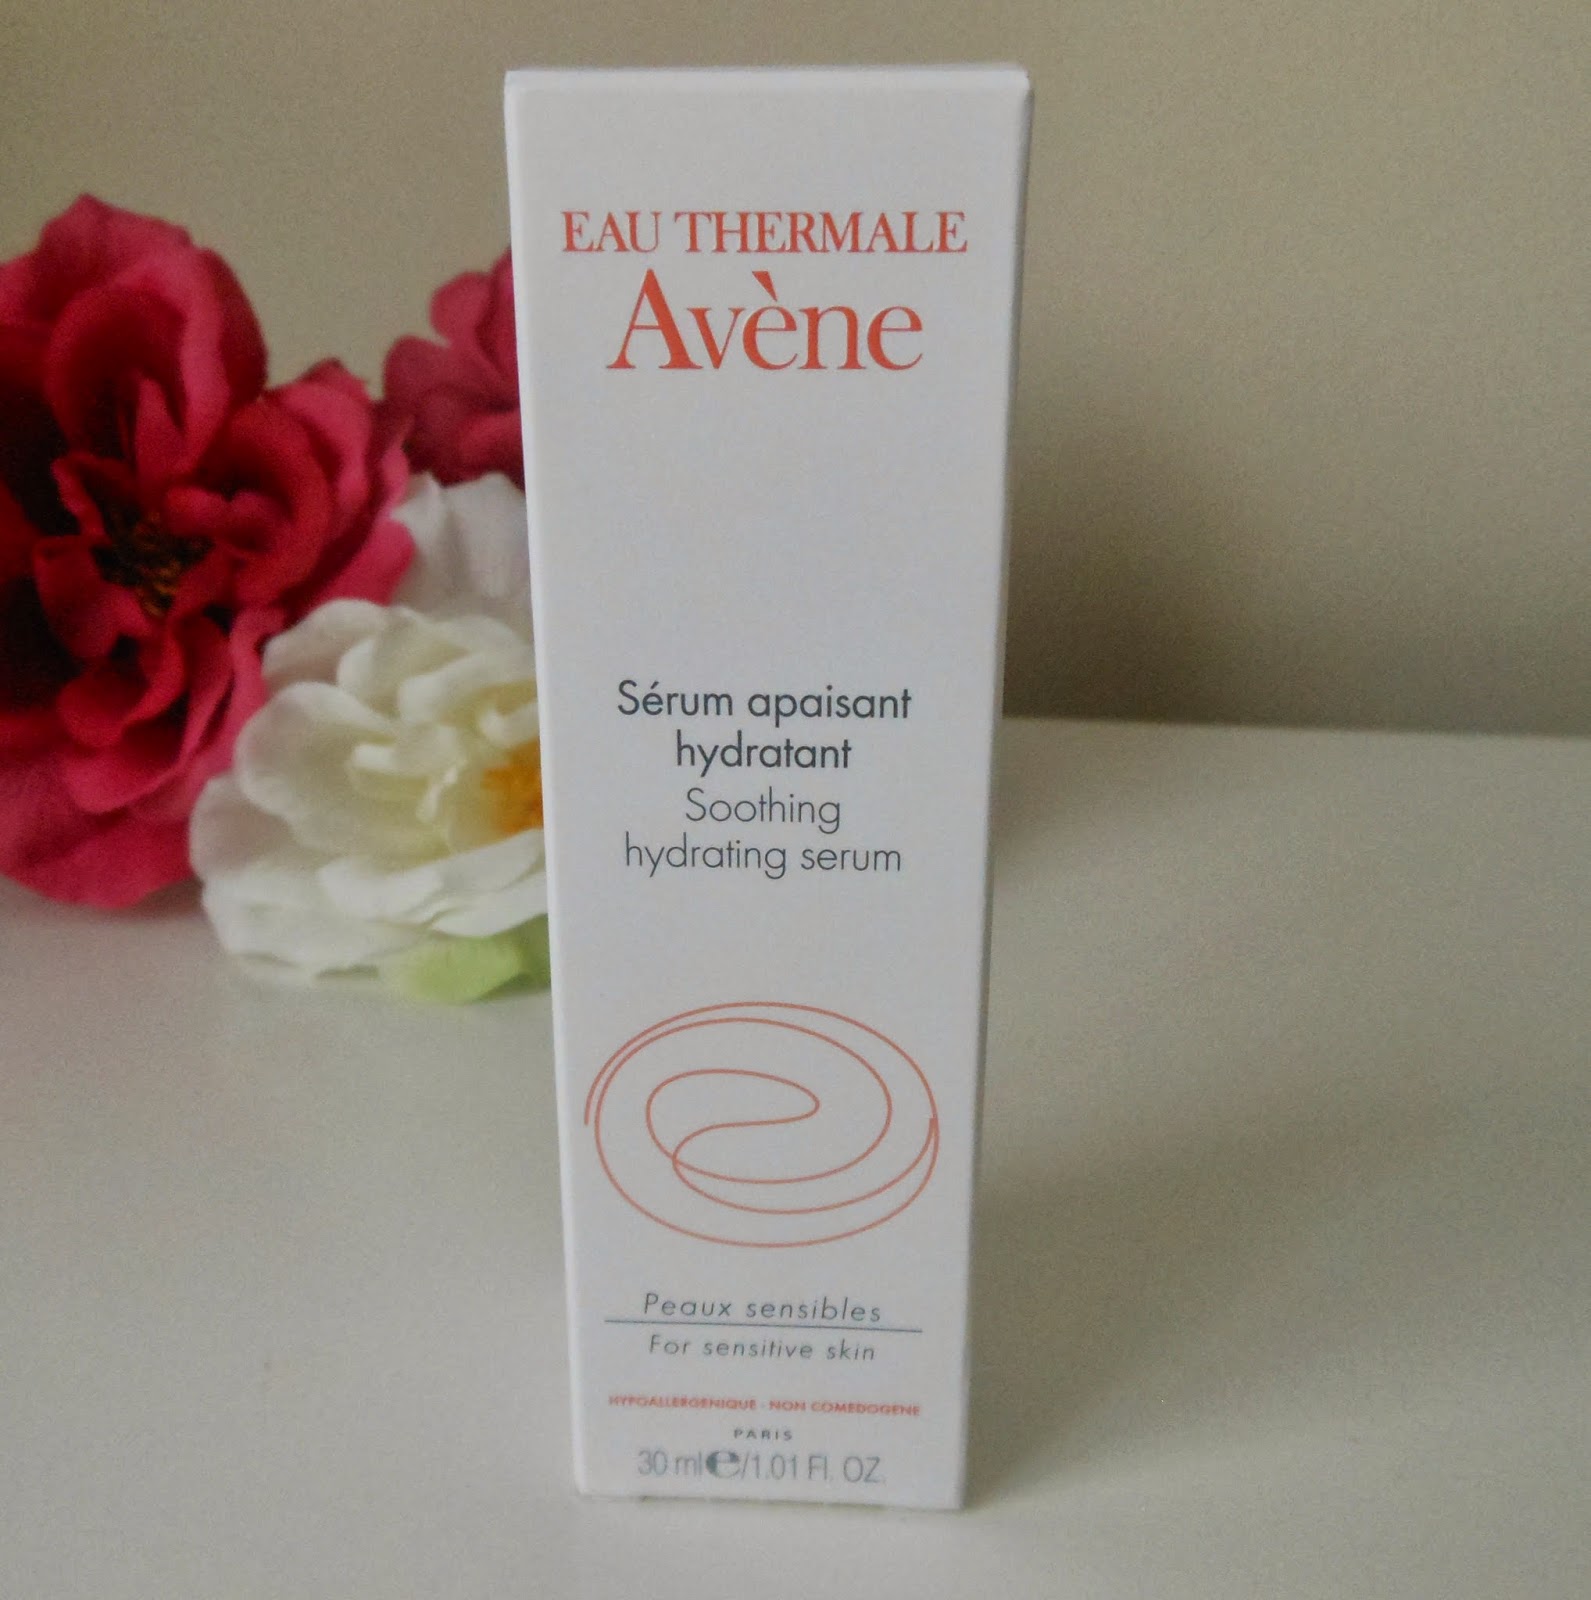 EAU THERMALE
Avène
Sérum apaisant
hydratant
Soothing
hydrating serum
Peaux sensibles
For sensitive skin
HYPOALLERGENIQUE - NON COMEDOGENE
PARIS
30 ml℮/1.01 Fl. OZ.